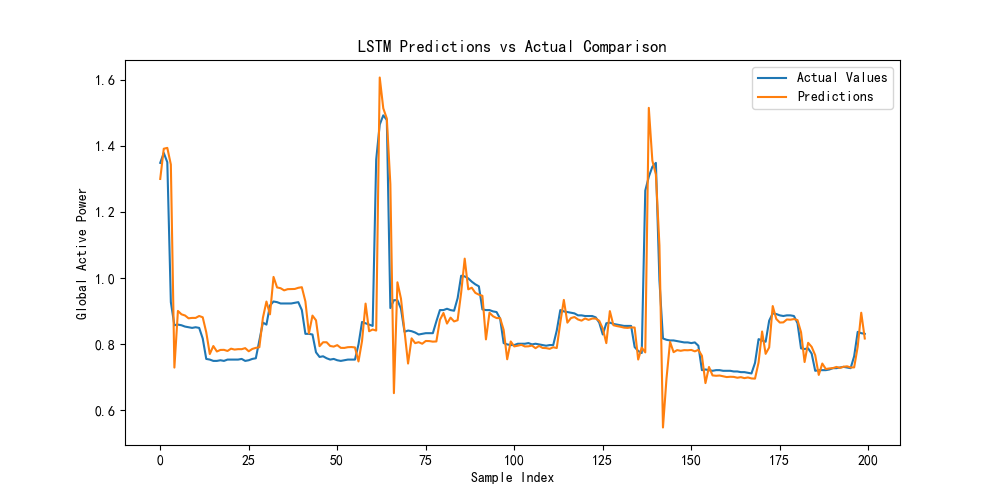 LSTM Predictions vs Actual Comparison
Actual Values
Predictions
Global Active Power
1.6
1.4
1.2
1.0
0.8
0.6
0 25 50 75 100 125 150 175 200
Sample Index